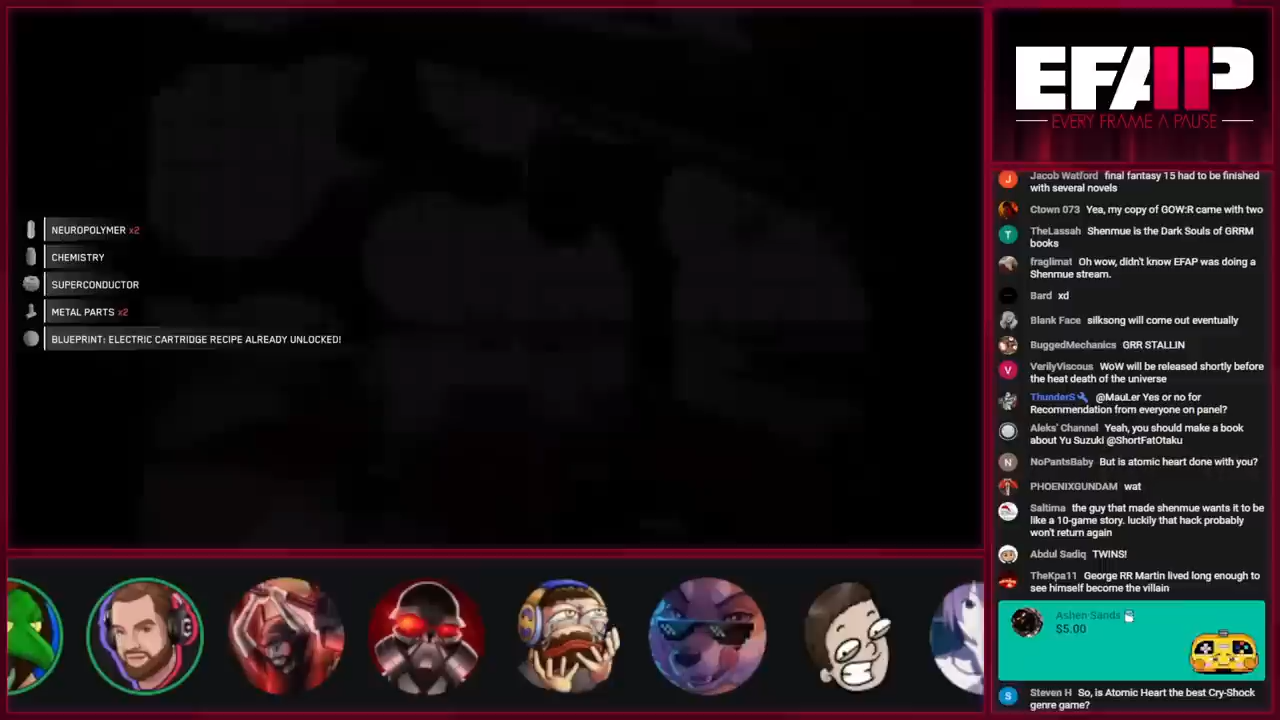 NEUROPOLYMER x2
CHEMISTRY
SUPERCONDUCTOR
METAL PARTS x2
BLUEPRINT: ELECTRIC CARTRIDGE RECIPE ALREADY UNLOCKED!
EFAP
EVERY FRAME A PAUSE
Jacob Watford final fantasy 15 had to be finished
with several novels
Ctown 073 Yea, my copy of GOW:R came with two
TheLassah Shenmue is the Dark Souls of GRRM
books
fraglimat Oh wow, didn't know EFAP was doing a
Shenmue stream.
Bard xd
Blank Face silksong will come out eventually
BuggedMechanics GRR STALLIN
VerilyViscous WoW will be released shortly before
the heat death of the universe
ThunderS @MauLer Yes or no for
Recommendation from everyone on panel?
Aleks' Channel Yeah, you should make a book
about Yu Suzuki @ShortFatOtaku
NoPantsBaby But is atomic heart done with you?
PHOENIXGUNDAM wat
Saltima the guy that made shenmue wants it to be
like a 10-game story. luckily that hack probably
won't return again
Abdul Sadiq TWINS!
TheKpa11 George RR Martin lived long enough to
see himself become the villain
Ashen Sands
$5.00
Steven H So, is Atomic Heart the best Cry-Shock
genre game?